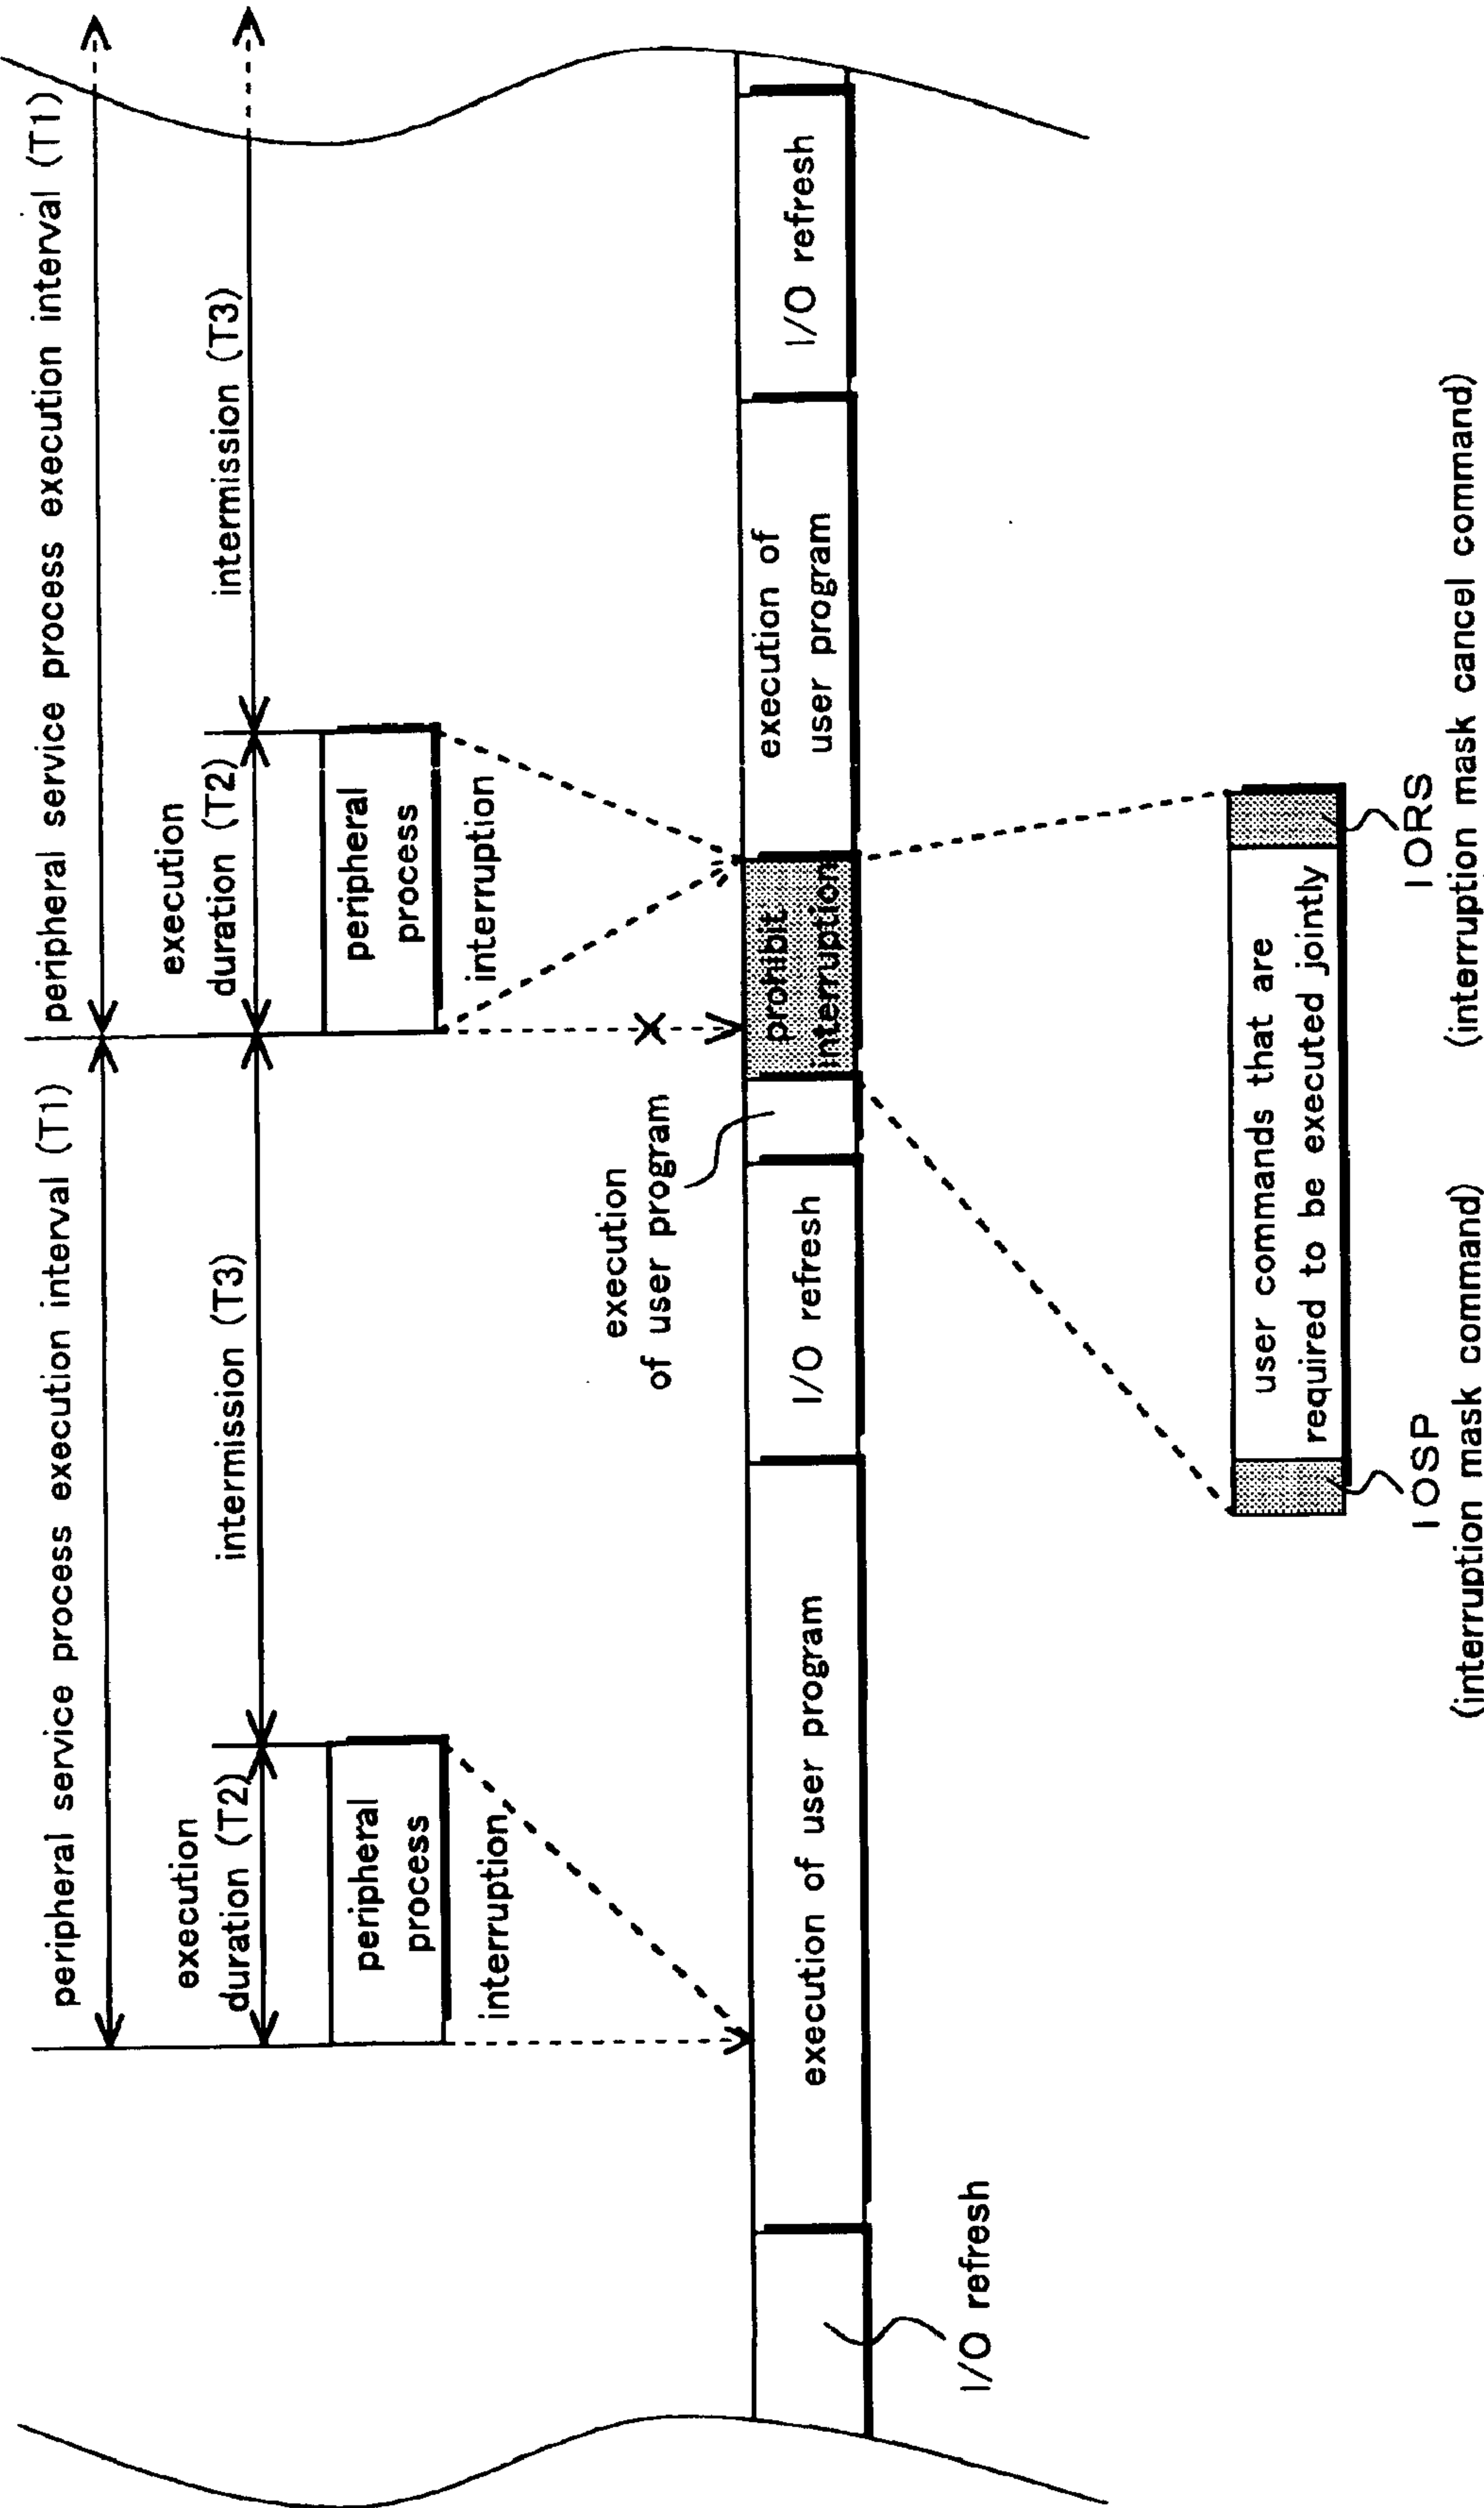 peripheral service process execution interval (T1)
peripheral service process execution interval (T1)
execution
duration (T2)
intermission (T3)
execution
duration (T2)
intermission (T3)
peripheral
process
interruption
peripheral
process
interruption
execution
of user program
I/O refresh
execution of user program
I/O refresh
prohibit
interruption
execution of
user program
I/O refresh
user commands that are
required to be executed jointly
IOSP
(interruption mask command)
IORS
(interruption mask cancel command)